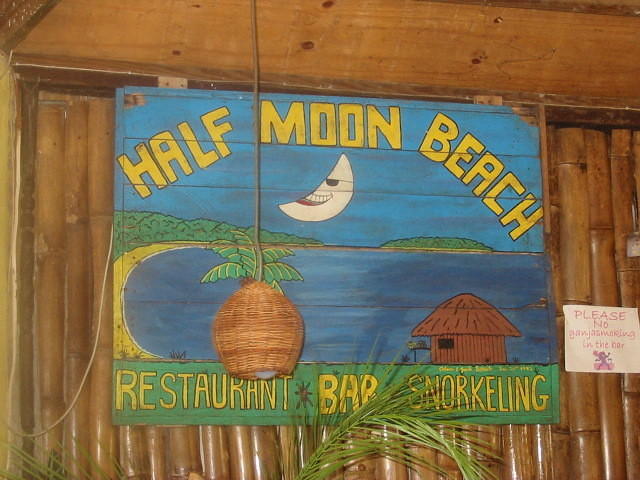 HALF MOON BEACH
RESTAURANT * BAR SNORKELING
PLEASE
NO
ganjasmoking
in the bar